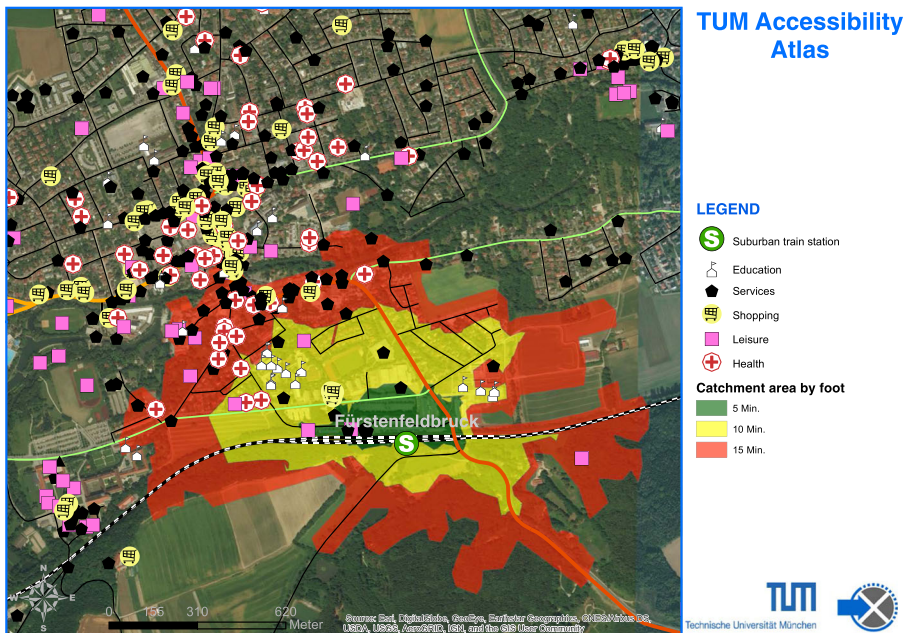 TUM Accessibility
Atlas
LEGEND
S
Suburban train station
Education
Services
Shopping
Leisure
Health
Catchment area by foot
5 Min.
10 Min.
15 Min.
Fürstenfeldbruck
S
N
W
E
S
0 155 310 620
Meter
Source: Esri, DigitalGlobe, GeoEye, Earthstar Geographics, CNES/Airbus DS,
USDA, USGS, AeroGRID, IGN, and the GIS User Community
TUM
Technische Universität München